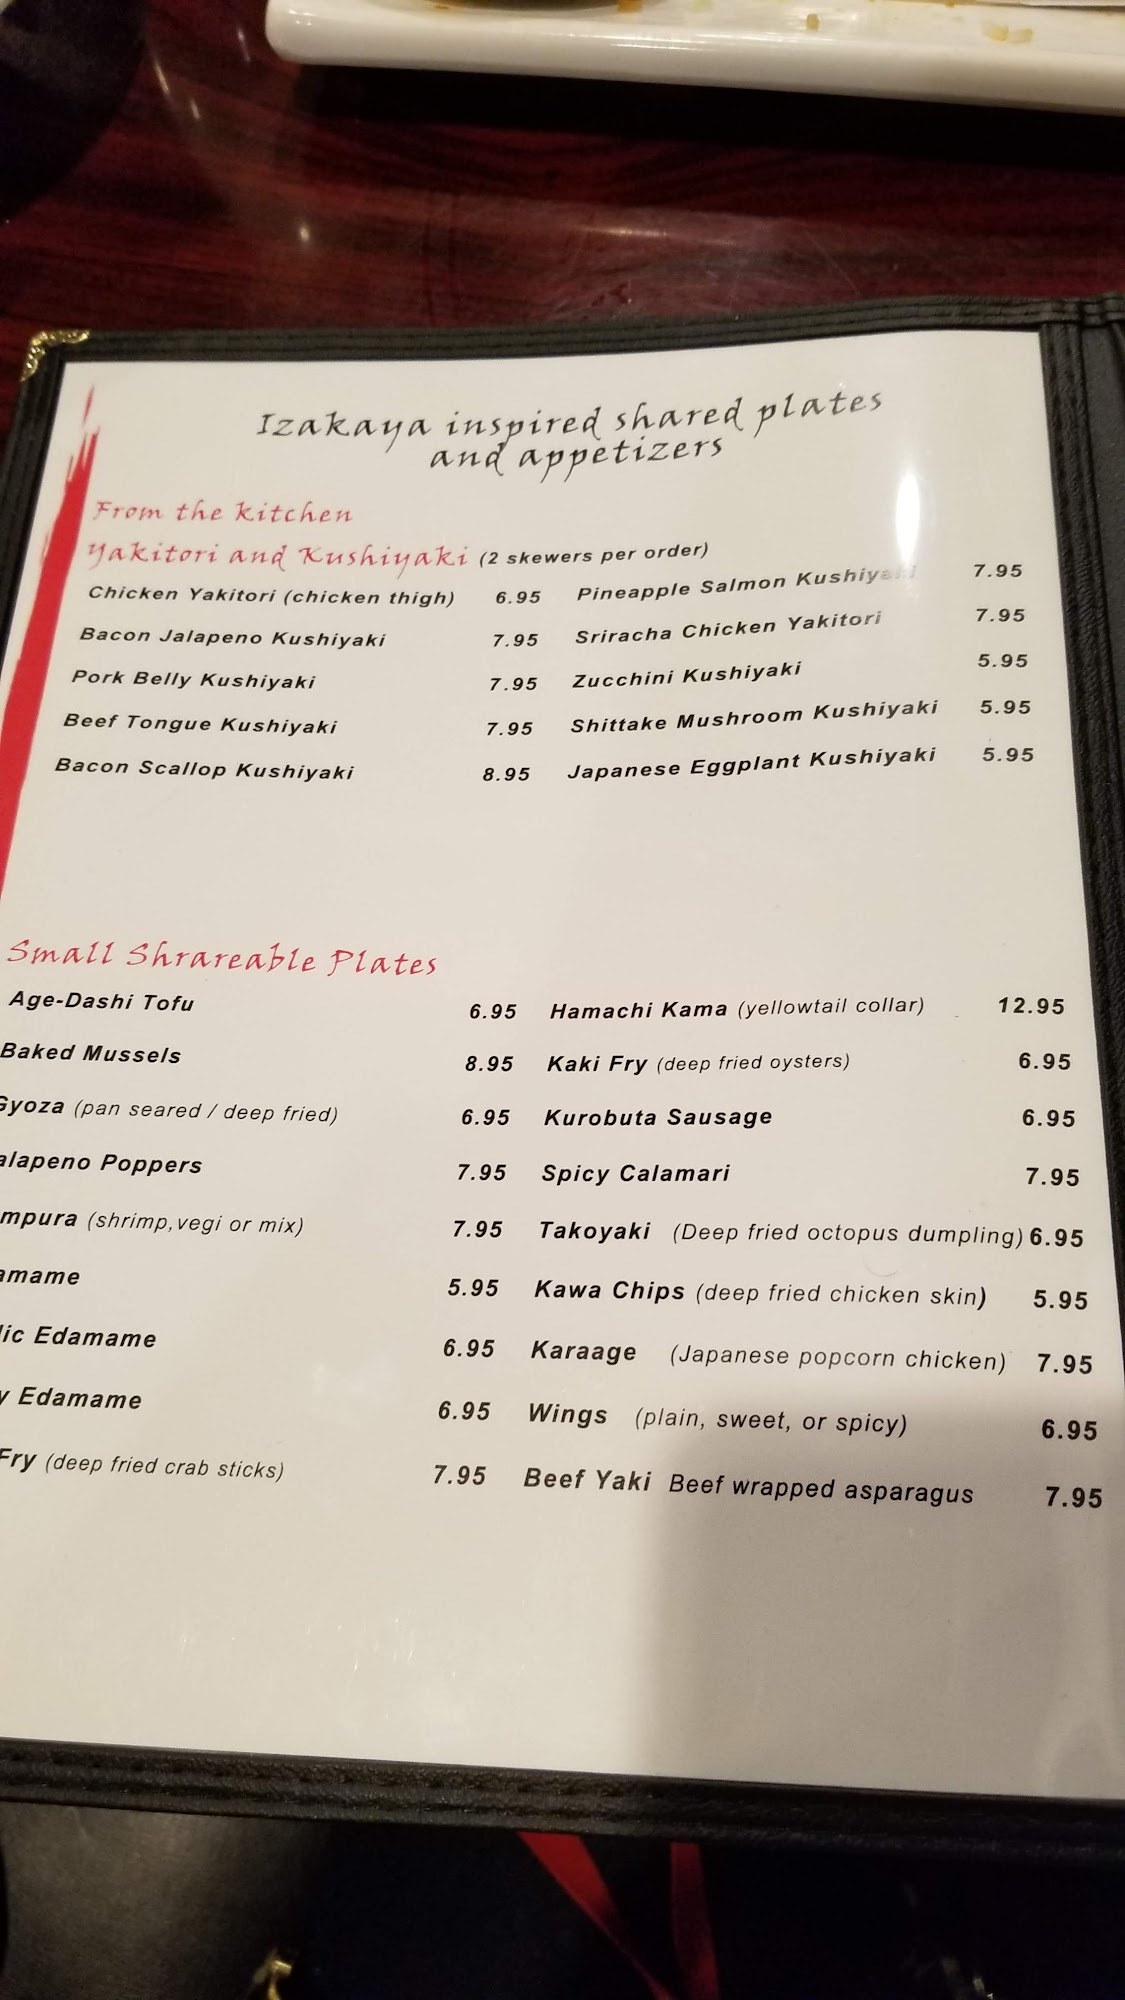 Izakaya inspired shared plates
and appetizers
From the kitchen
Yakitori and Kushiyaki (2 skewers per order)
Chicken Yakitori (chicken thigh) 6.95
Bacon Jalapeno Kushiyaki 7.95
Pork Belly Kushiyaki 7.95
Beef Tongue Kushiyaki 7.95
Bacon Scallop Kushiyaki 8.95
Pineapple Salmon Kushiyaki 7.95
Sriracha Chicken Yakitori 7.95
Zucchini Kushiyaki 5.95
Shittake Mushroom Kushiyaki 5.95
Japanese Eggplant Kushiyaki 5.95
Small Shrareable Plates
Age-Dashi Tofu 6.95
Baked Mussels 8.95
Gyoza (pan seared / deep fried) 6.95
alapeno Poppers 7.95
mpura (shrimp,vegi or mix) 7.95
amame 5.95
lic Edamame 6.95
y Edamame 6.95
Fry (deep fried crab sticks) 7.95
Hamachi Kama (yellowtail collar) 12.95
Kaki Fry (deep fried oysters) 6.95
Kurobuta Sausage 6.95
Spicy Calamari 7.95
Takoyaki (Deep fried octopus dumpling) 6.95
Kawa Chips (deep fried chicken skin) 5.95
Karaage (Japanese popcorn chicken) 7.95
Wings (plain, sweet, or spicy) 6.95
Beef Yaki Beef wrapped asparagus 7.95